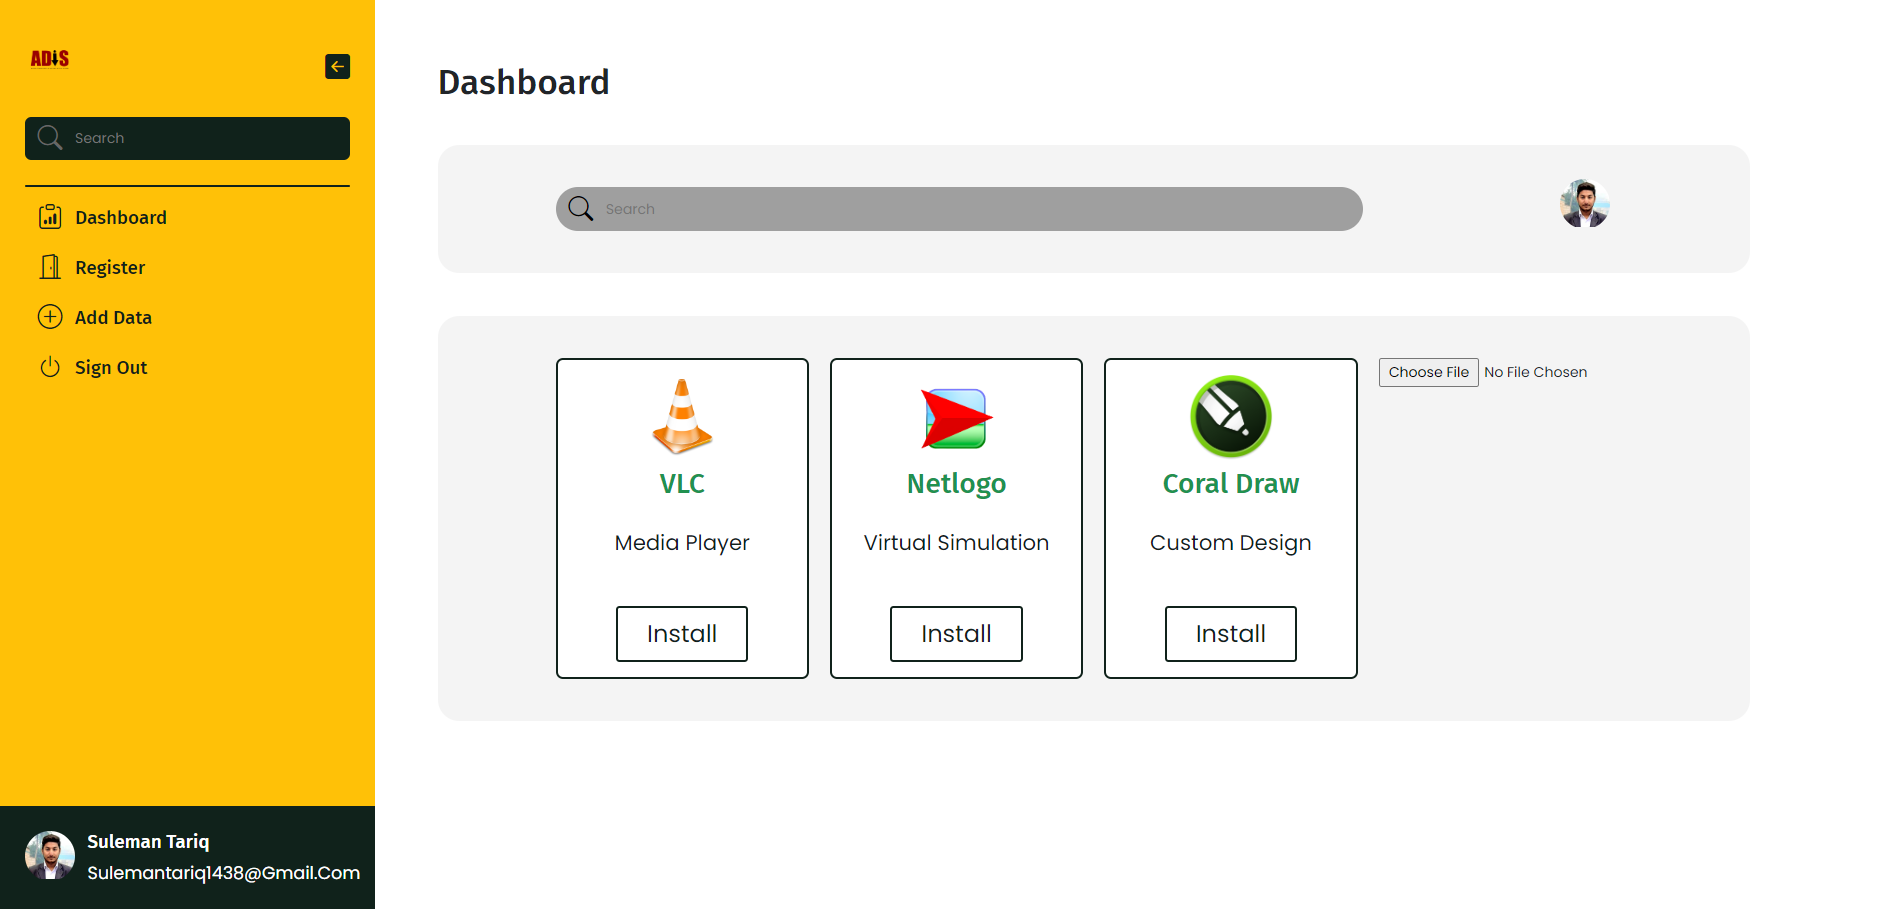 ADiS
Search
Dashboard
Register
Add Data
Sign Out
Suleman Tariq
Sulemantariq1438@Gmail.Com
Dashboard
Search
VLC
Media Player
Install
Netlogo
Virtual Simulation
Install
Coral Draw
Custom Design
Install
Choose File No File Chosen